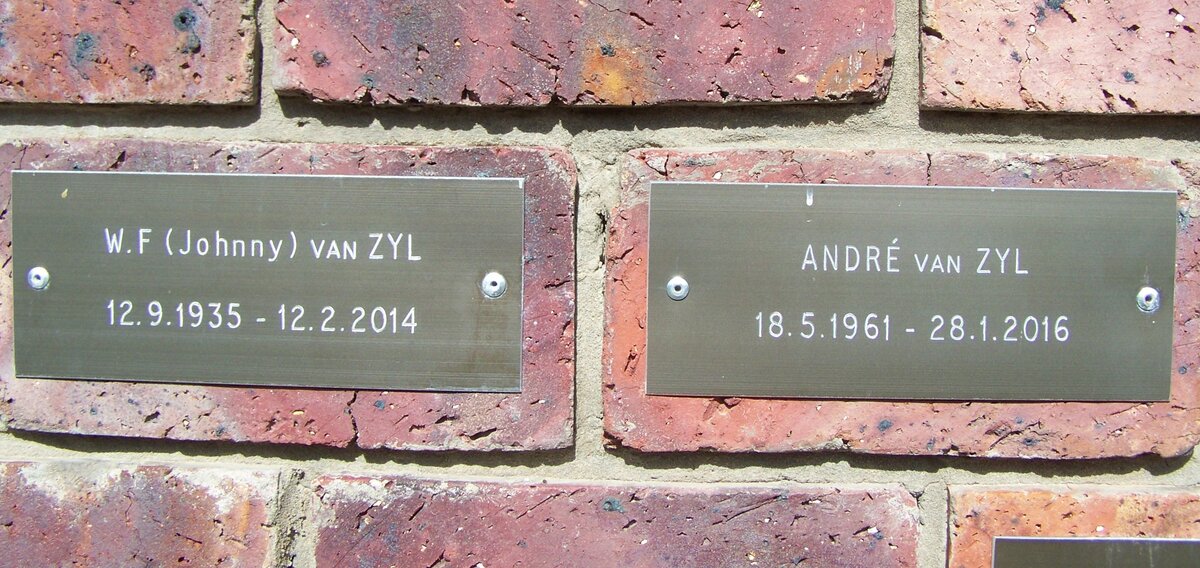 W.F (Johnny) VAN ZYL
12.9.1935 - 12.2.2014
ANDRÉ VAN ZYL
18.5.1961 - 28.1.2016